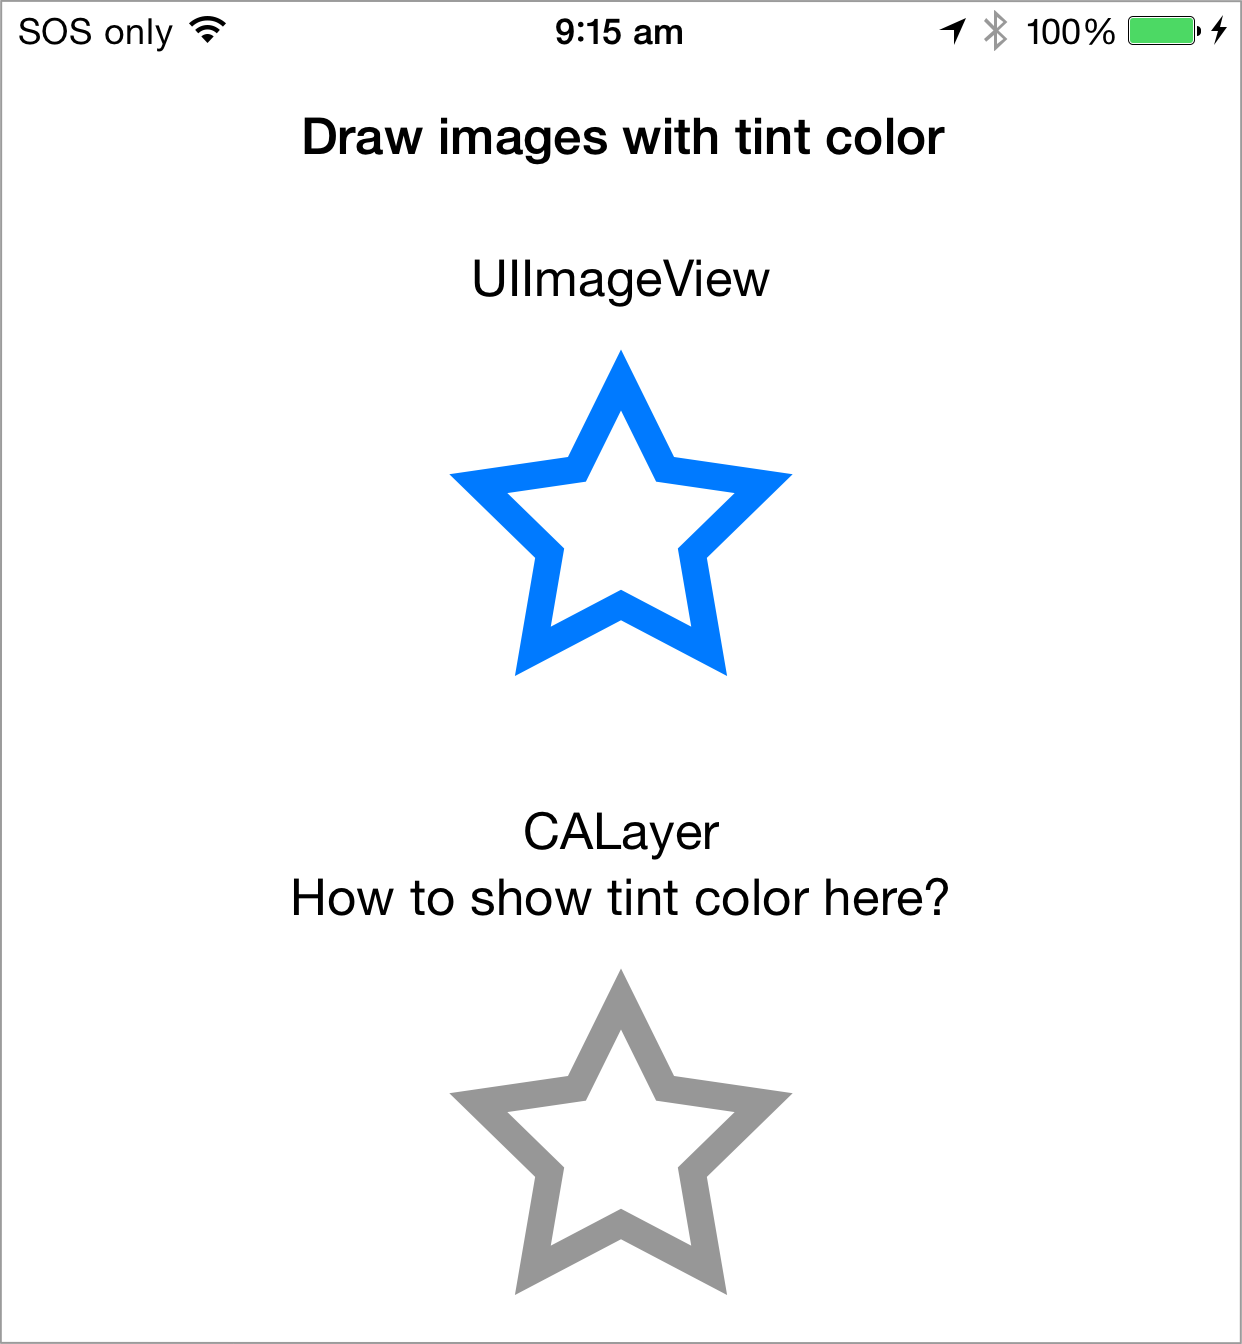 SOS only 9:15 am 100%
Draw images with tint color
UIImageView
CALayer
How to show tint color here?